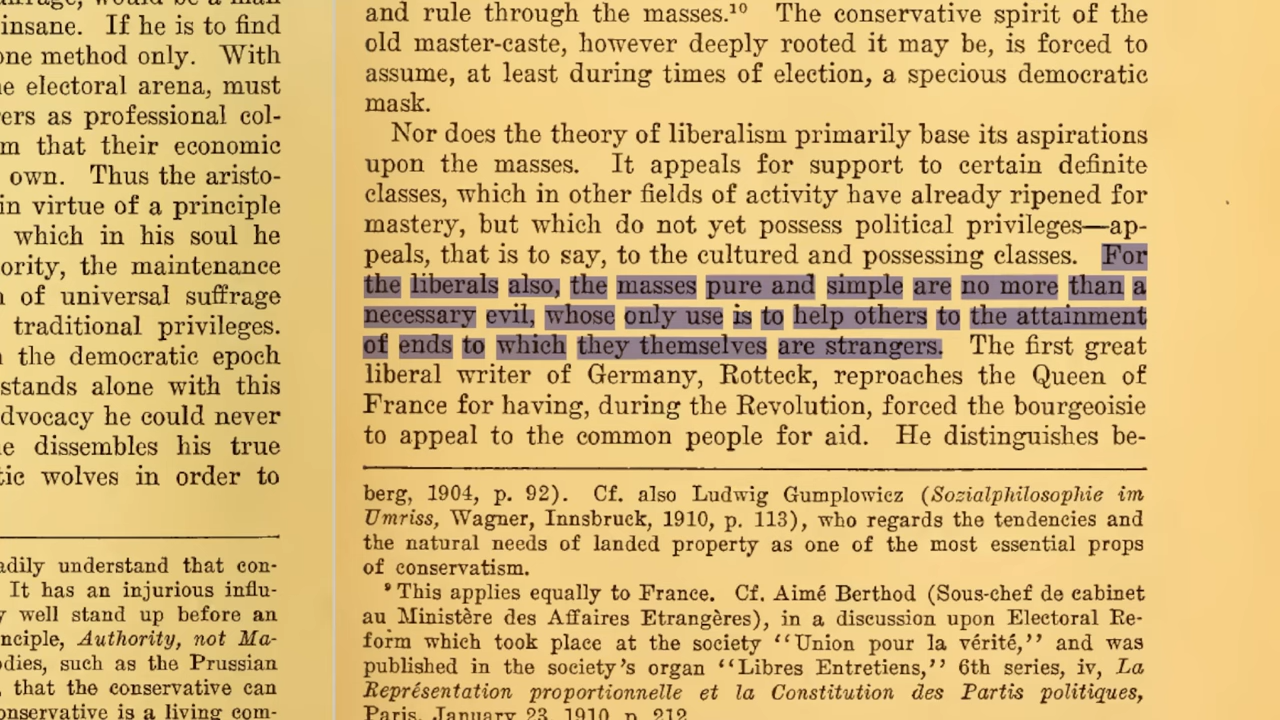 insane. If he is to find
one method only. With
e electoral arena, must
ers as professional col-
m that their economic
own. Thus the aristo-
in virtue of a principle
which in his soul he
ority, the maintenance
n of universal suffrage
traditional privileges.
the democratic epoch
stands alone with this
dvocacy he could never
e dissembles his true
tic wolves in order to
adily understand that con-
It has an injurious influ-
y well stand up before an
nciple, Authority, not Ma-
odies, such as the Prussian
that the conservative can
onservative is a living com-
and rule through the masses.¹⁰ The conservative spirit of the
old master-caste, however deeply rooted it may be, is forced to
assume, at least during times of election, a specious democratic
mask.
Nor does the theory of liberalism primarily base its aspirations
upon the masses. It appeals for support to certain definite
classes, which in other fields of activity have already ripened for
mastery, but which do not yet possess political privileges—ap-
peals, that is to say, to the cultured and possessing classes. For
the liberals also, the masses pure and simple are no more than a
necessary evil, whose only use is to help others to the attainment
of ends to which they themselves are strangers. The first great
liberal writer of Germany, Rotteck, reproaches the Queen of
France for having, during the Revolution, forced the bourgeoisie
to appeal to the common people for aid. He distinguishes be-
berg, 1904, p. 92). Cf. also Ludwig Gumplowicz (Sozialphilosophie im
Umriss, Wagner, Innsbruck, 1910, p. 113), who regards the tendencies and
the natural needs of landed property as one of the most essential props
of conservatism.
⁹ This applies equally to France. Cf. Aimé Berthod (Sous-chef de cabinet
au Ministère des Affaires Etrangères), in a discussion upon Electoral Re-
form which took place at the society ‘‘Union pour la vérité,’’ and was
published in the society’s organ ‘‘Libres Entretiens,’’ 6th series, iv, La
Représentation proportionnelle et la Constitution des Partis politiques,
Paris, January 23, 1910, p. 212